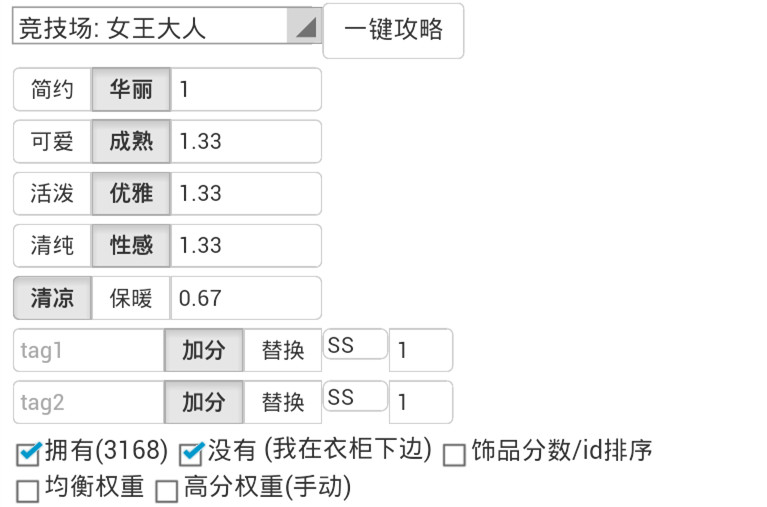 竞技场: 女王大人 一键攻略
简约 华丽 1
可爱 成熟 1.33
活泼 优雅 1.33
清纯 性感 1.33
清凉 保暖 0.67
tag1 加分 替换 SS 1
tag2 加分 替换 SS 1
拥有(3168) 没有 (我在衣柜下边) 饰品分数/id排序
均衡权重 高分权重(手动)